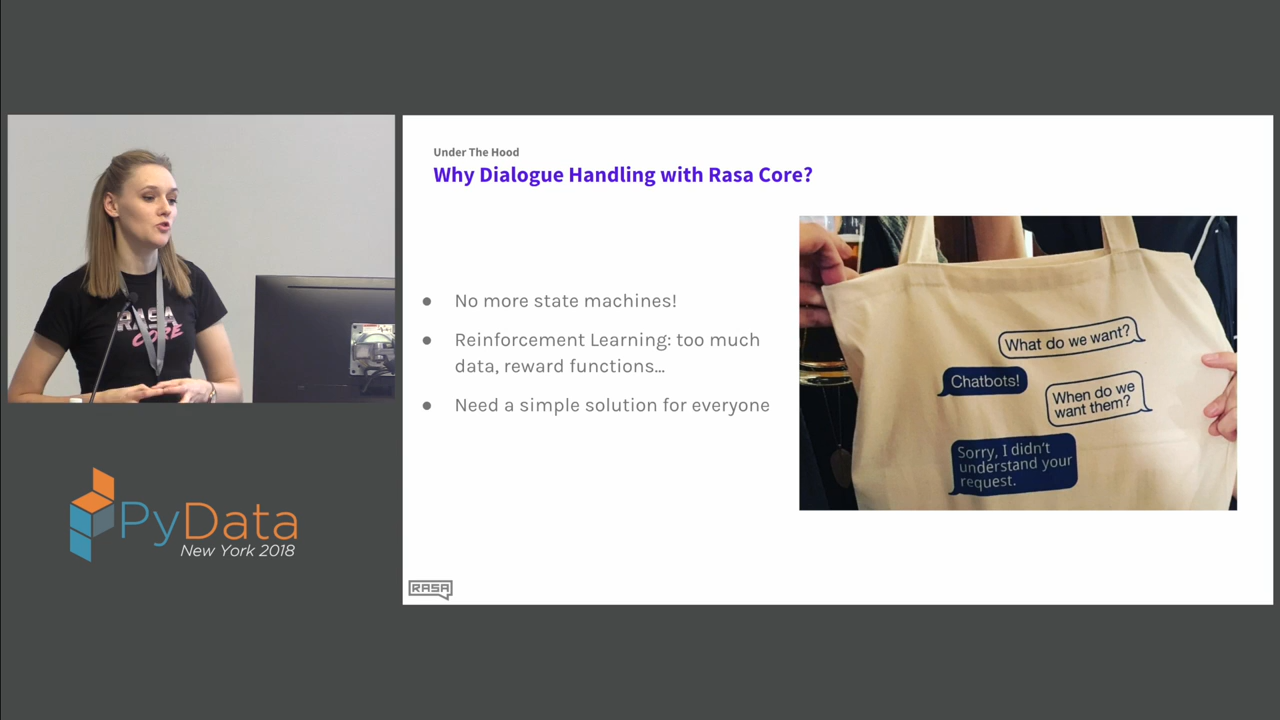 Under The Hood
Why Dialogue Handling with Rasa Core?
● No more state machines!
● Reinforcement Learning: too much
data, reward functions...
● Need a simple solution for everyone
What do we want?
Chatbots!
When do we
want them?
Sorry, I didn't
understand your
request.
RASA
RASA
CORE
PyData
New York 2018